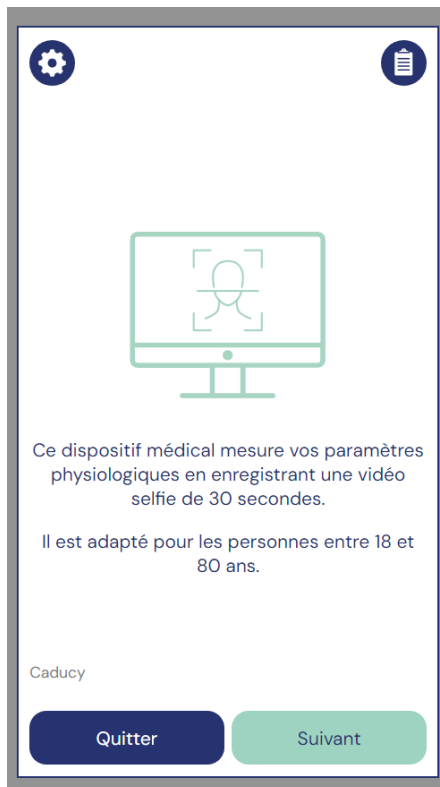 Ce dispositif médical mesure vos paramètres
physiologiques en enregistrant une vidéo
selfie de 30 secondes.
Il est adapté pour les personnes entre 18 et
80 ans.
Caducy
Quitter
Suivant